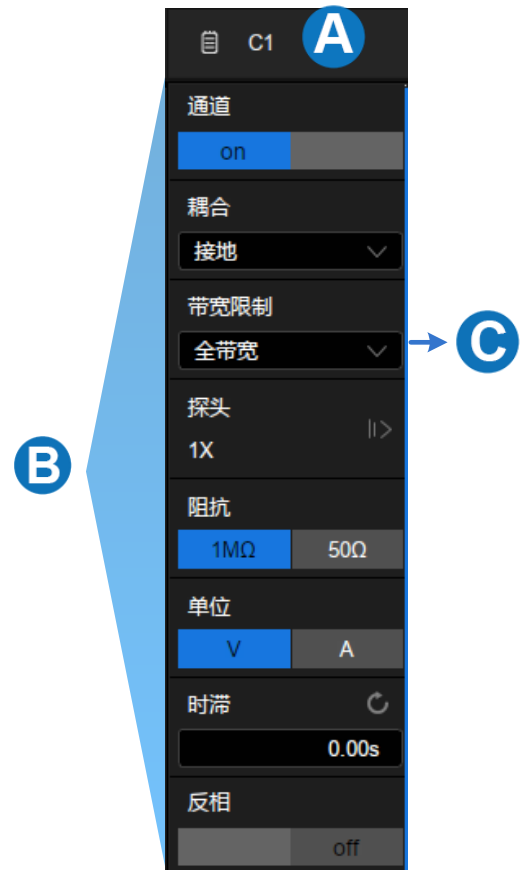 C1
A
通道
on
耦合
接地
带宽限制
全带宽
C
探头
1X
B
阻抗
1MΩ 50Ω
单位
V A
时滞
0.00s
反相
off